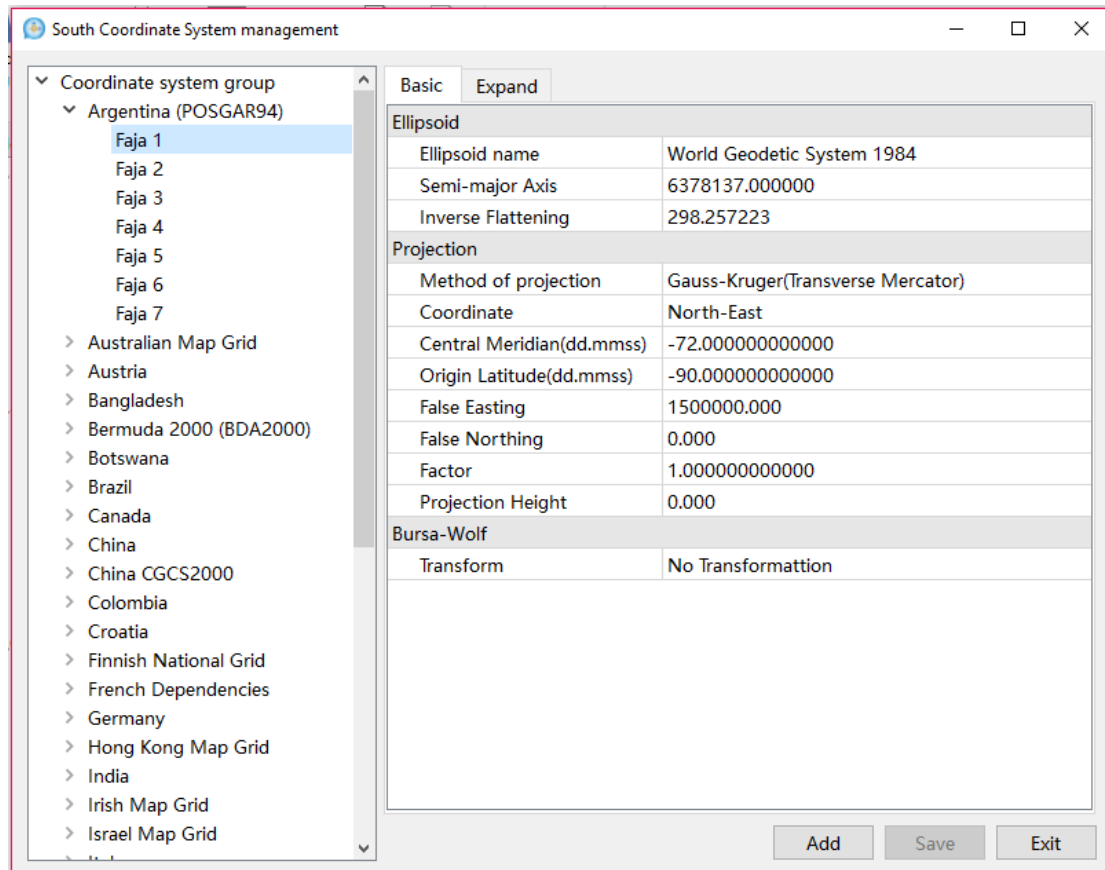 South Coordinate System management
Coordinate system group
Argentina (POSGAR94)
Faja 1
Faja 2
Faja 3
Faja 4
Faja 5
Faja 6
Faja 7
Australian Map Grid
Austria
Bangladesh
Bermuda 2000 (BDA2000)
Botswana
Brazil
Canada
China
China CGCS2000
Colombia
Croatia
Finnish National Grid
French Dependencies
Germany
Hong Kong Map Grid
India
Irish Map Grid
Israel Map Grid
Basic Expand
Ellipsoid
Ellipsoid name World Geodetic System 1984
Semi-major Axis 6378137.000000
Inverse Flattening 298.257223
Projection
Method of projection Gauss-Kruger(Transverse Mercator)
Coordinate North-East
Central Meridian(dd.mmss) -72.000000000000
Origin Latitude(dd.mmss) -90.000000000000
False Easting 1500000.000
False Northing 0.000
Factor 1.000000000000
Projection Height 0.000
Bursa-Wolf
Transform No Transformattion
Add Save Exit